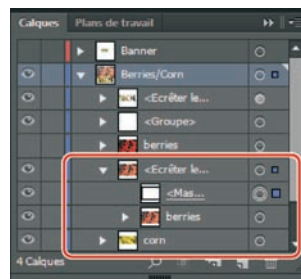 Calques Plans de travail
Banner
Berries/Corn
<Ecrêter le...
<Groupe>
berries
<Ecrêter le...
<Mas...
berries
corn
4 Calques